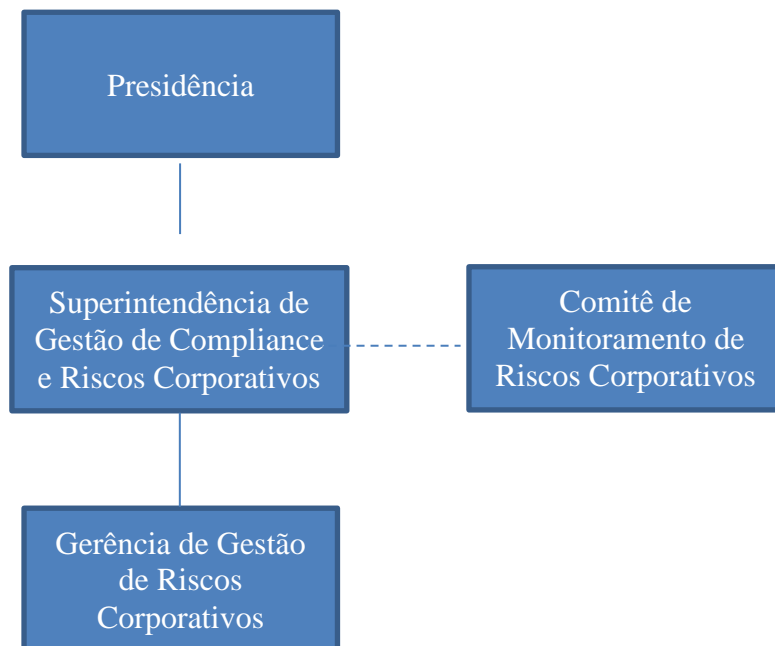 Presidência
Superintendência de
Gestão de Compliance
e Riscos Corporativos
Comitê de
Monitoramento de
Riscos Corporativos
Gerência de Gestão
de Riscos
Corporativos